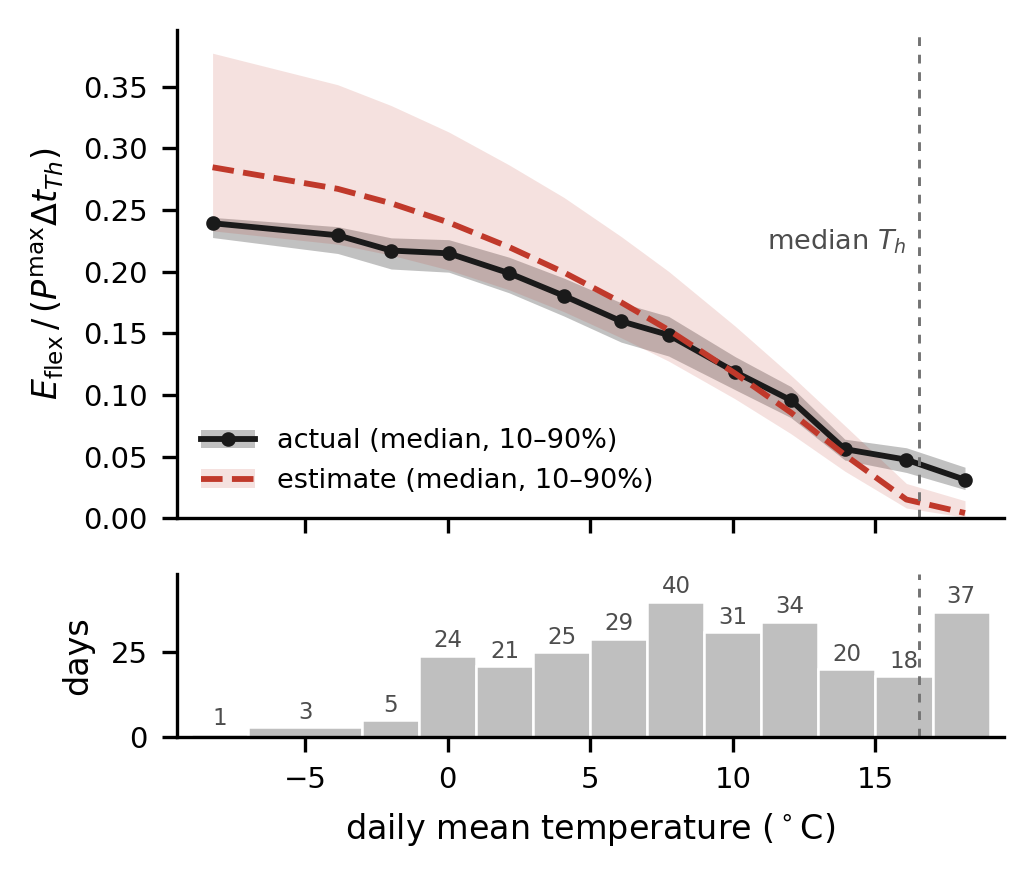 0.35
0.30
0.25
0.20
0.15
0.10
0.05
0.00
E_flex / (P^max Δt_Th)
median T_h
actual (median, 10–90%)
estimate (median, 10–90%)
days
25
0
1 3 5 24 21 25 29 40 31 34 20 18 37
−5 0 5 10 15
daily mean temperature (°C)